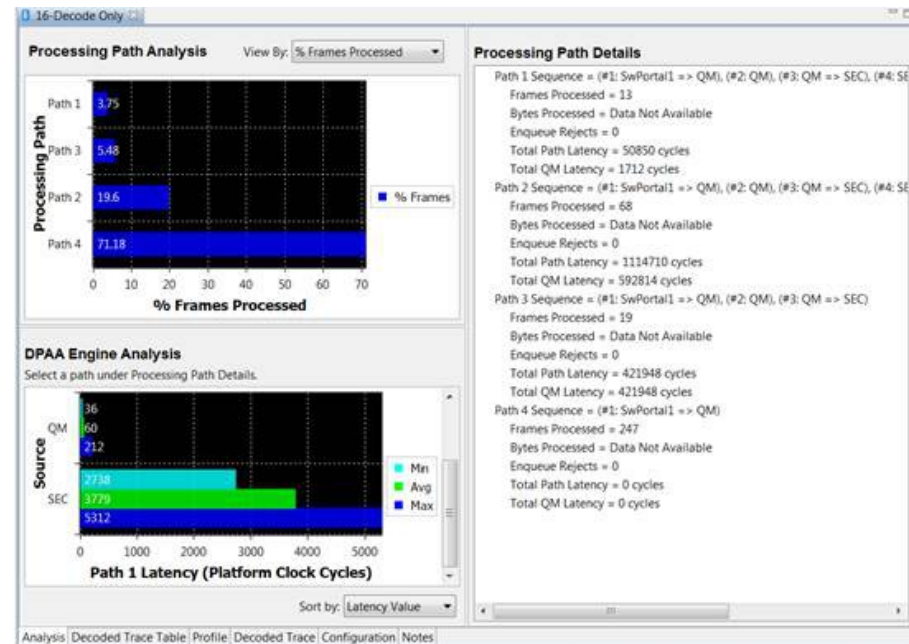 16-Decode Only
Processing Path Analysis
View By: % Frames Processed
Processing Path
Path 1
3.75
Path 3
5.48
Path 2
19.6
Path 4
71.18
0 10 20 30 40 50 60 70
% Frames Processed
% Frames
DPAA Engine Analysis
Select a path under Processing Path Details.
Source
QM
36
60
212
SEC
2738
3779
5312
0 1000 2000 3000 4000 5000
Path 1 Latency (Platform Clock Cycles)
Min
Avg
Max
Sort by: Latency Value
Processing Path Details
Path 1 Sequence = (#1: SwPortal1 => QM), (#2: QM), (#3: QM => SEC), (#4: SE
Frames Processed = 13
Bytes Processed = Data Not Available
Enqueue Rejects = 0
Total Path Latency = 50850 cycles
Total QM Latency = 1712 cycles
Path 2 Sequence = (#1: SwPortal1 => QM), (#2: QM), (#3: QM => SEC), (#4: SE
Frames Processed = 68
Bytes Processed = Data Not Available
Enqueue Rejects = 0
Total Path Latency = 1114710 cycles
Total QM Latency = 592814 cycles
Path 3 Sequence = (#1: SwPortal1 => QM), (#2: QM), (#3: QM => SEC)
Frames Processed = 19
Bytes Processed = Data Not Available
Enqueue Rejects = 0
Total Path Latency = 421948 cycles
Total QM Latency = 421948 cycles
Path 4 Sequence = (#1: SwPortal1 => QM)
Frames Processed = 247
Bytes Processed = Data Not Available
Enqueue Rejects = 0
Total Path Latency = 0 cycles
Total QM Latency = 0 cycles
Analysis Decoded Trace Table Profile Decoded Trace Configuration Notes